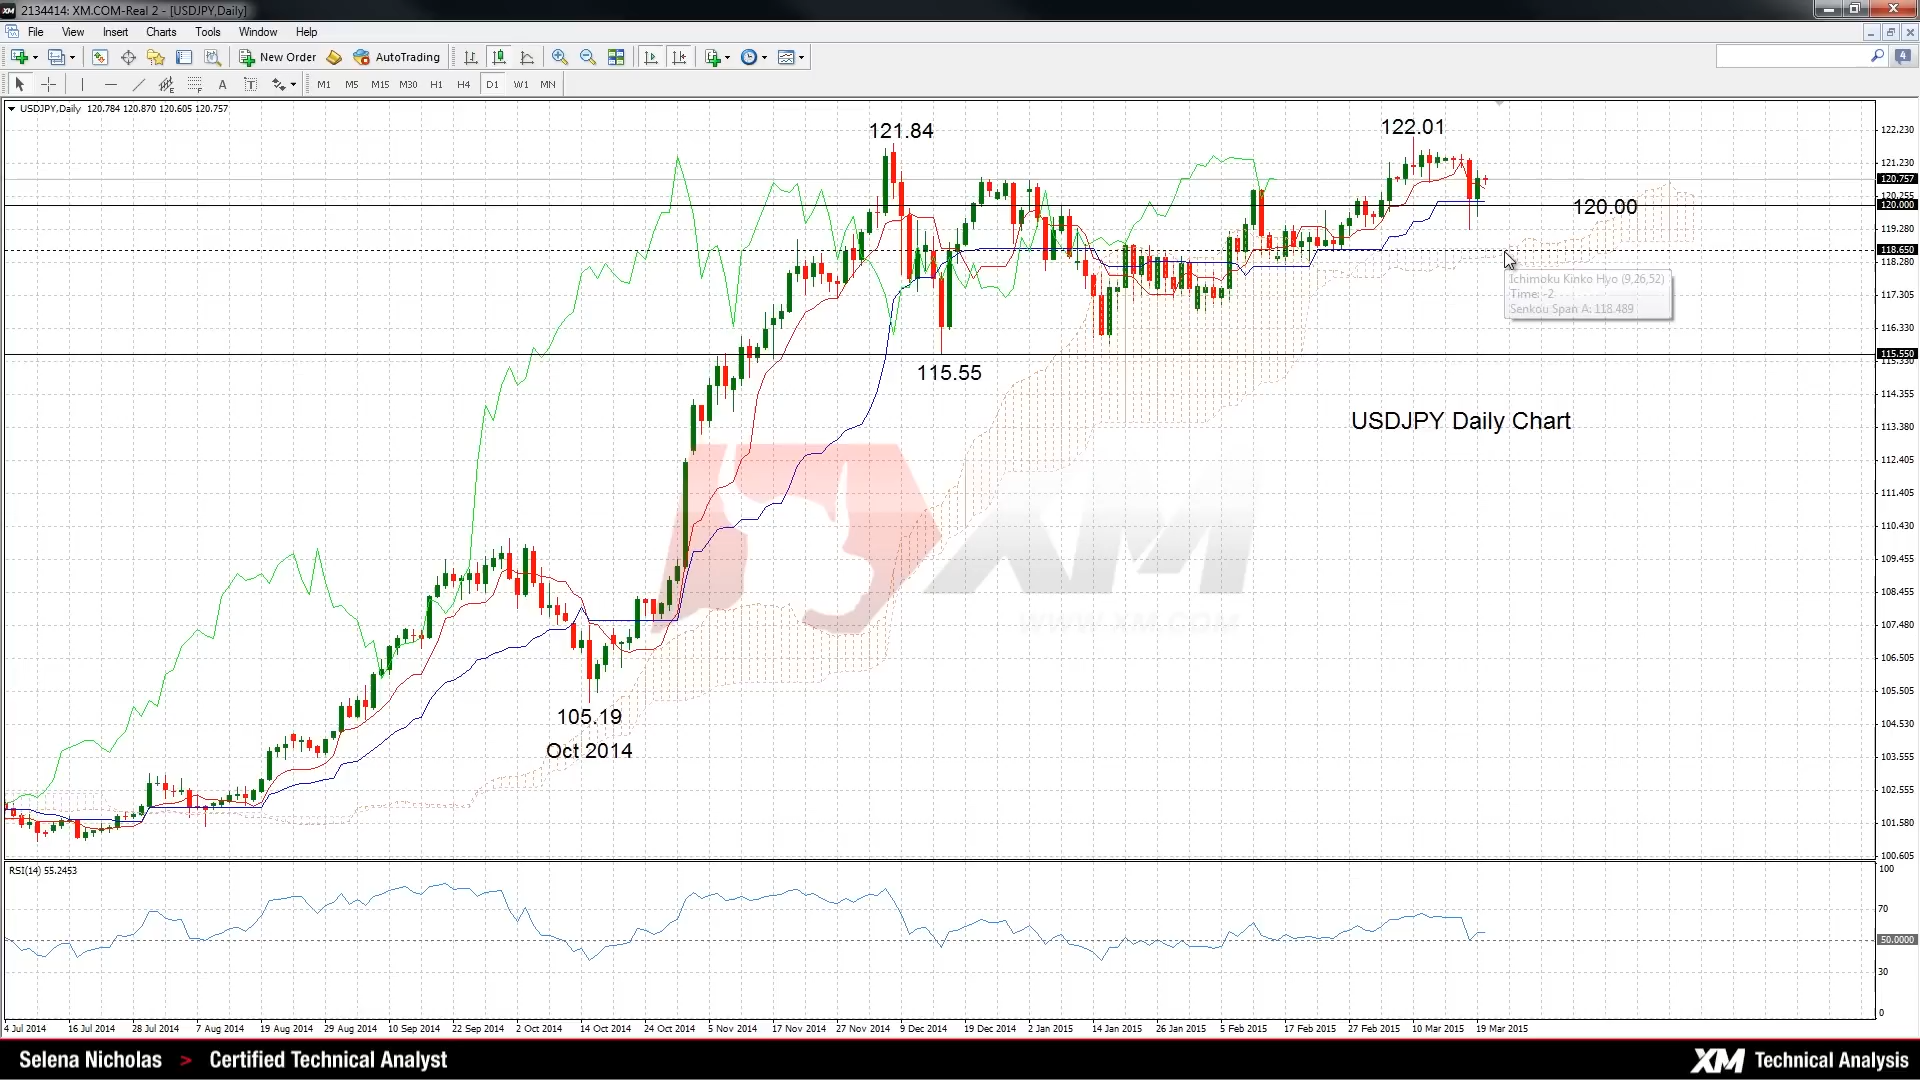 2134414: XM.COM-Real 2 - [USDJPY,Daily]
File View Insert Charts Tools Window Help
New Order AutoTrading
4
A T M1 M5 M15 M30 H1 H4 D1 W1 MN
USDJPY,Daily 120.784 120.870 120.605 120.757
121.84
122.01
120.00
115.55
105.19
Oct 2014
USDJPY Daily Chart
Ichimoku Kinko Hyo (9,26,52)
Time: -2
Senkou Span A: 118.489
XM
122.230
121.230
120.757
120.255
120.000
119.280
118.650
118.280
117.305
116.330
115.550
115.330
114.355
113.380
112.405
111.405
110.430
109.455
108.455
107.480
106.505
105.505
104.530
103.555
102.555
101.580
100.605
RSI(14) 55.2453
100
70
50.0000
30
0
4 Jul 2014 16 Jul 2014 28 Jul 2014 7 Aug 2014 19 Aug 2014 29 Aug 2014 10 Sep 2014 22 Sep 2014 2 Oct 2014 14 Oct 2014 24 Oct 2014 5 Nov 2014 17 Nov 2014 27 Nov 2014 9 Dec 2014 19 Dec 2014 2 Jan 2015 14 Jan 2015 26 Jan 2015 5 Feb 2015 17 Feb 2015 27 Feb 2015 10 Mar 2015 19 Mar 2015
Selena Nicholas > Certified Technical Analyst
XM Technical Analysis